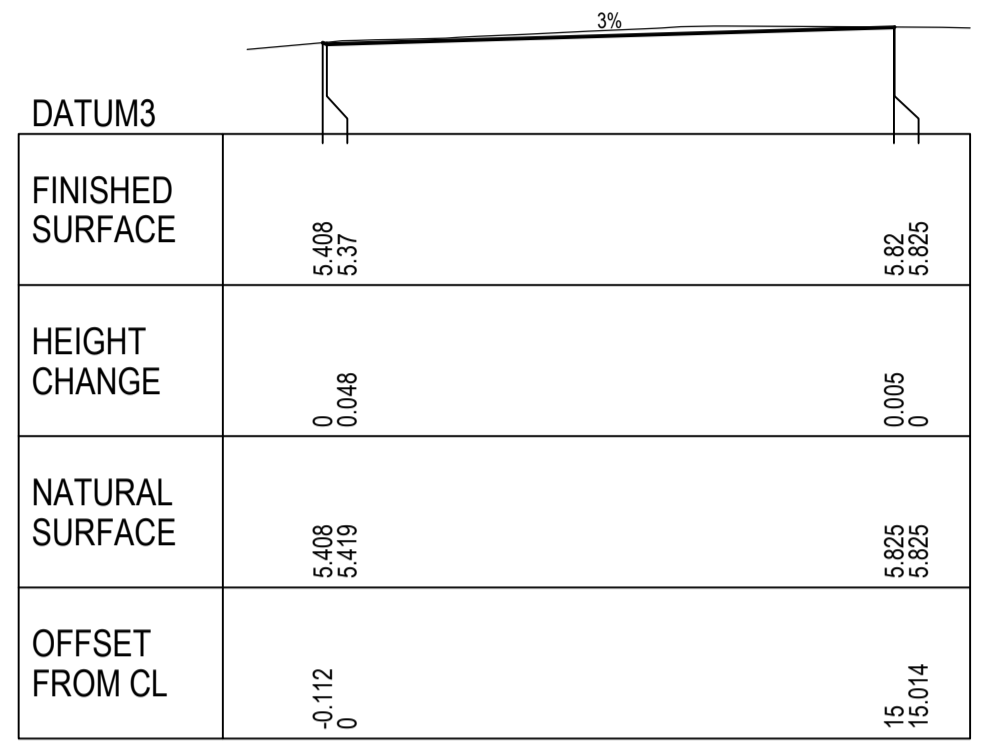 3%
DATUM3
FINISHED
SURFACE
5.408
5.37
5.82
5.825
HEIGHT
CHANGE
0
0.048
0.005
0
NATURAL
SURFACE
5.408
5.419
5.825
5.825
OFFSET
FROM CL
-0.112
0
15
15.014